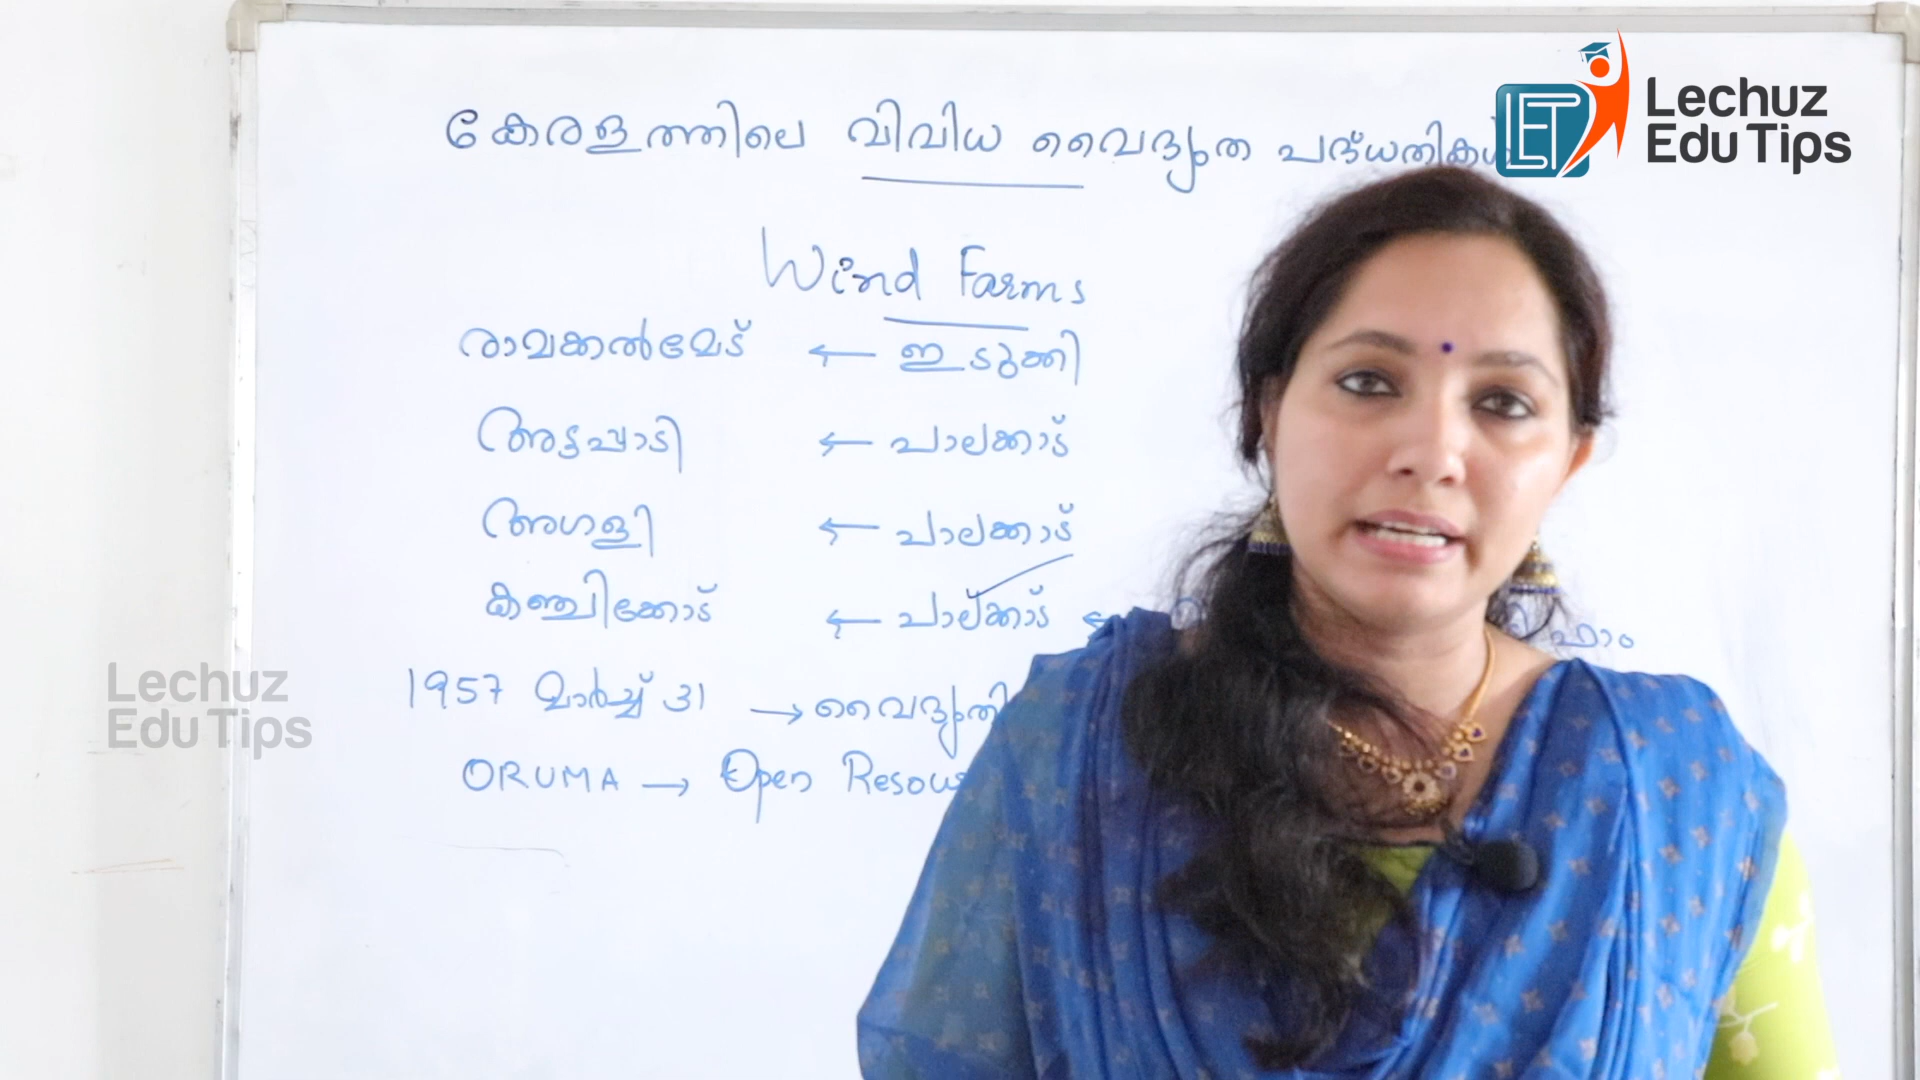 കേരളത്തിലെ വിവിധ വൈദ്യുത പദ്ധതികൾ
Lechuz
Edu Tips
Wind Farms
രാമക്കൽമേട് ← ഇടുക്കി
അട്ടപ്പാടി ← പാലക്കാട്
അഗളി ← പാലക്കാട്
കഞ്ചിക്കോട് ← പാലക്കാട് ←
1957 മാർച്ച് 31 → വൈദ്യുതി
ORUMA → Open
Lechuz
Edu Tips